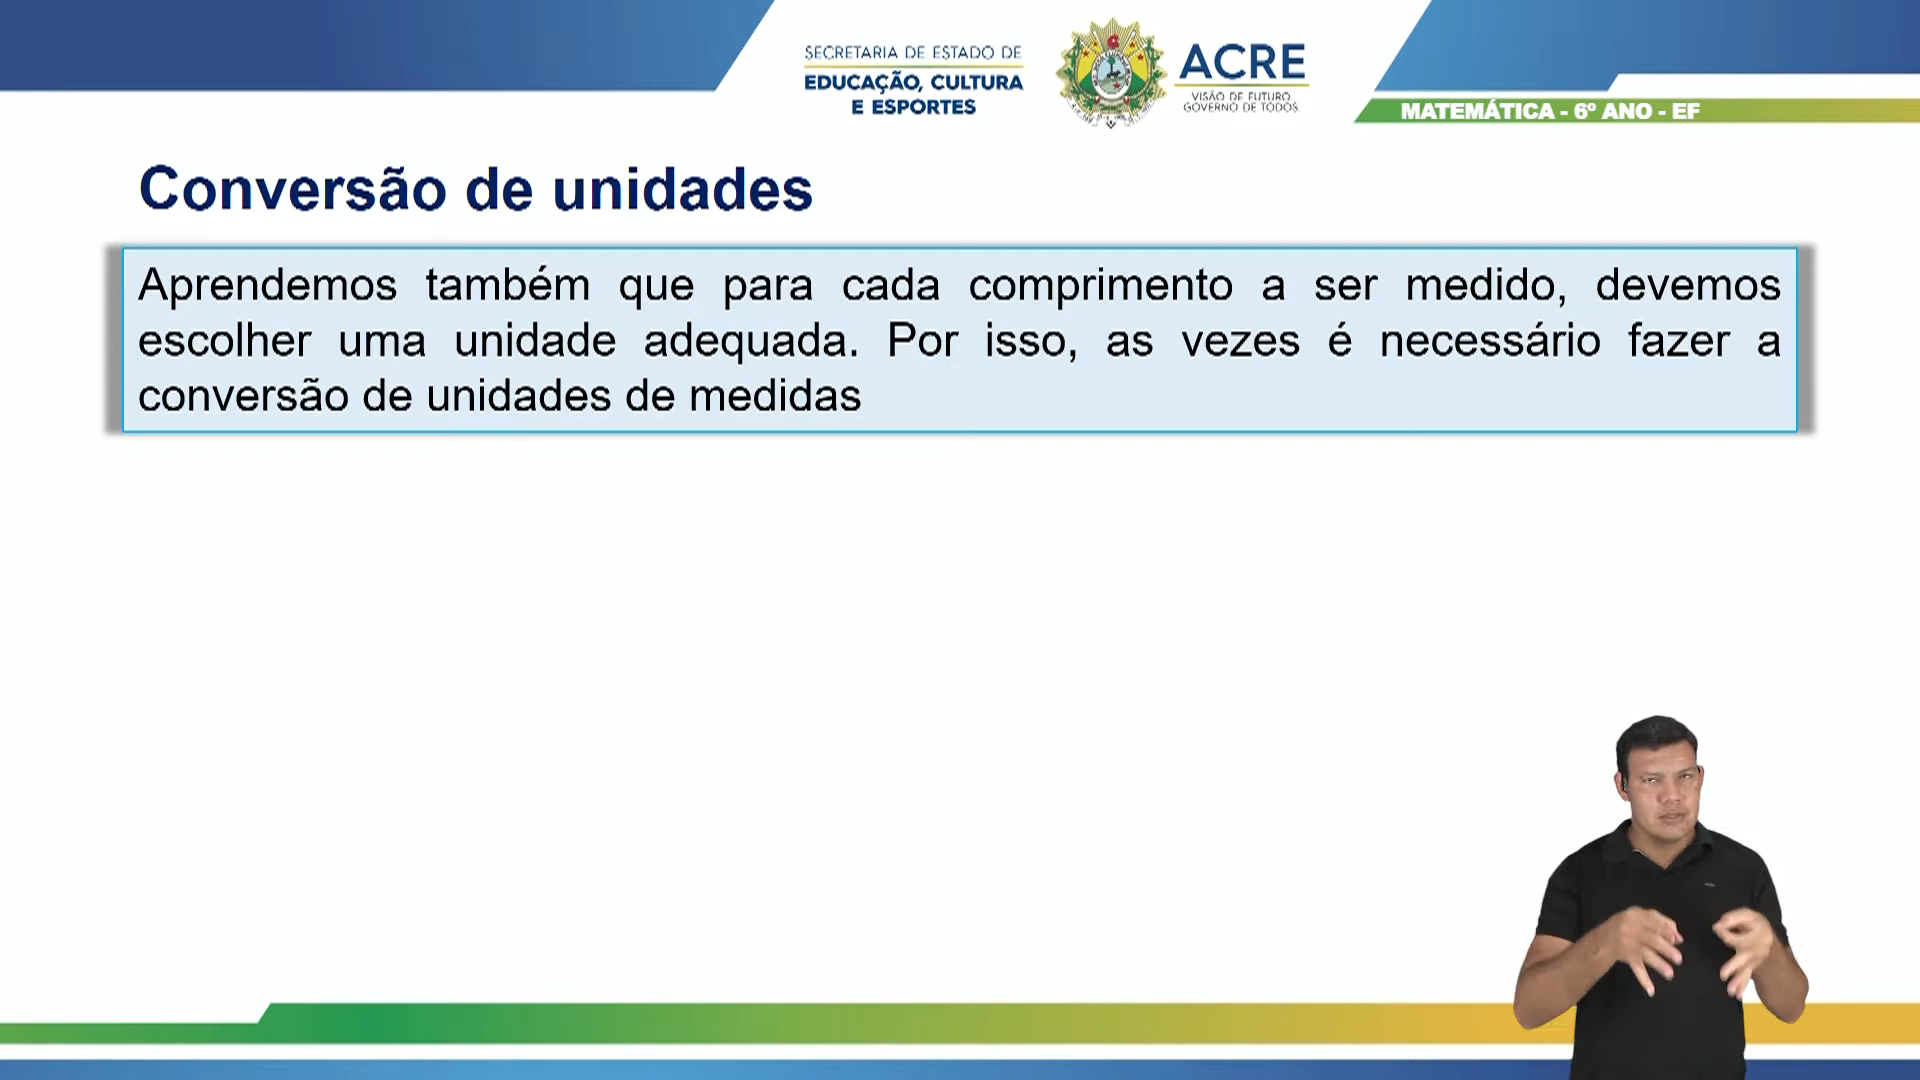 SECRETARIA DE ESTADO DE
EDUCAÇÃO, CULTURA
E ESPORTES
ACRE
VISÃO DE FUTURO
GOVERNO DE TODOS
MATEMÁTICA - 6º ANO - EF
Conversão de unidades
Aprendemos também que para cada comprimento a ser medido, devemos
escolher uma unidade adequada. Por isso, as vezes é necessário fazer a
conversão de unidades de medidas